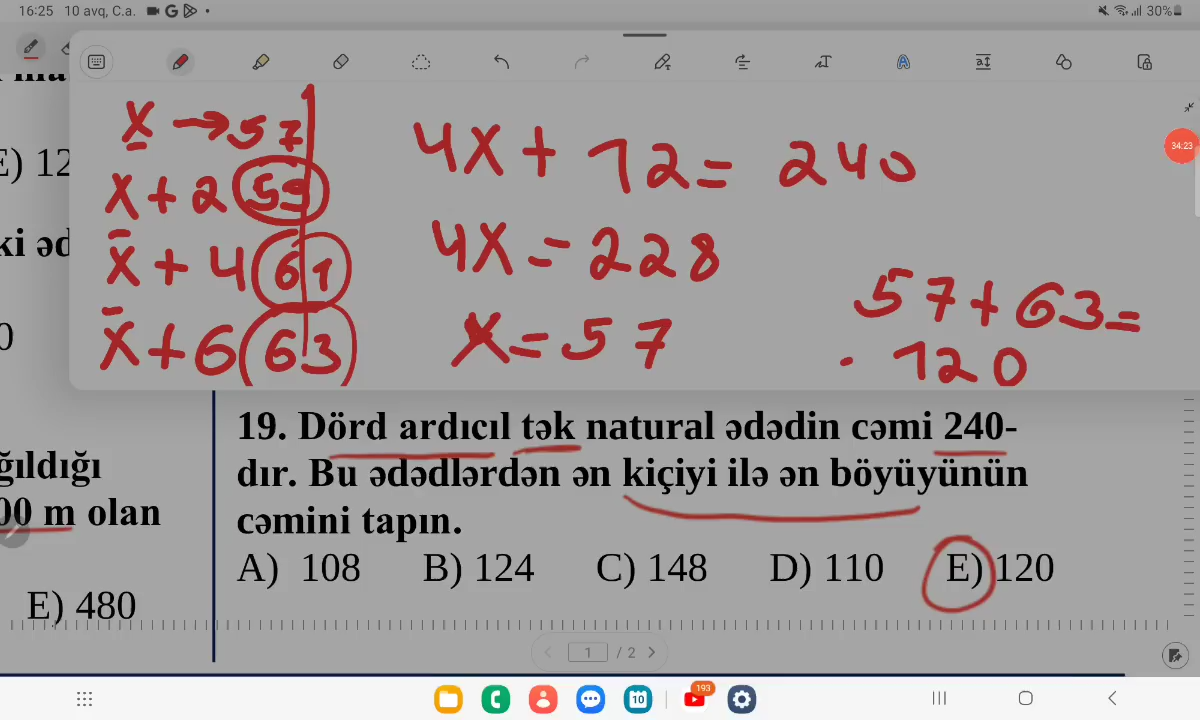 16:25 10 avq, C.a. G 30%
E) 12
ki əd
0
ğıldığı
00 m olan
E) 480
x → 57
x + 2 59
x + 4 61
x + 6 63
4x + 12 = 240
4x = 228
x = 57
57 + 63 =
120
34:23
19. Dörd ardıcıl tək natural ədədin cəmi 240-
dır. Bu ədədlərdən ən kiçiyi ilə ən böyüyünün
cəmini tapın.
A) 108 B) 124 C) 148 D) 110 E) 120
1 / 2
10 193